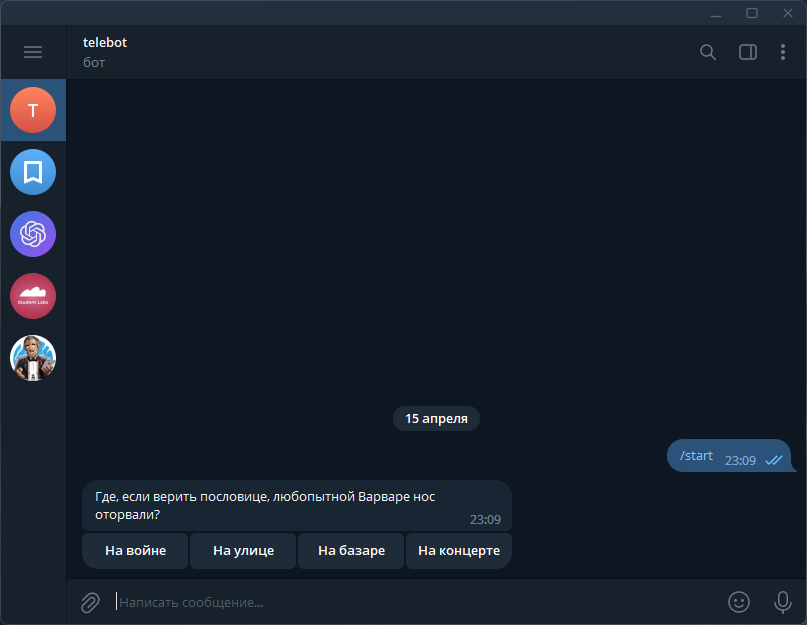 telebot
бот
T
Student Labs
15 апреля
/start 23:09
Где, если верить пословице, любопытной Варваре нос
оторвали?
23:09
На войне На улице На базаре На концерте
Написать сообщение...